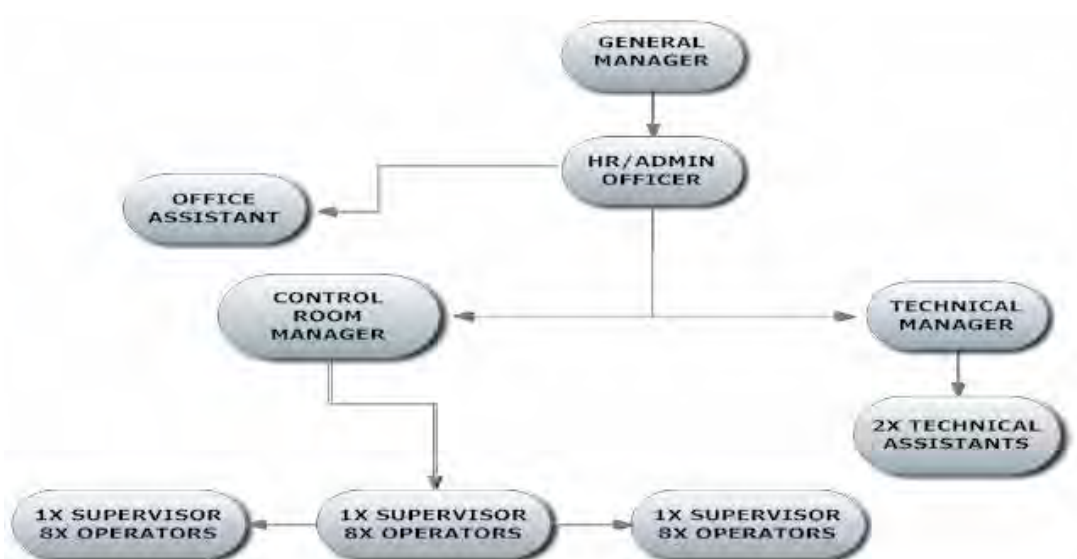 GENERAL
MANAGER
HR/ADMIN
OFFICER
OFFICE
ASSISTANT
CONTROL
ROOM
MANAGER
TECHNICAL
MANAGER
2X TECHNICAL
ASSISTANTS
1X SUPERVISOR
8X OPERATORS
1X SUPERVISOR
8X OPERATORS
1X SUPERVISOR
8X OPERATORS